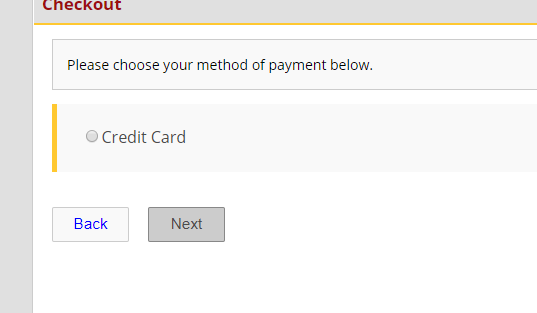 Checkout
Please choose your method of payment below.
Credit Card
Back Next